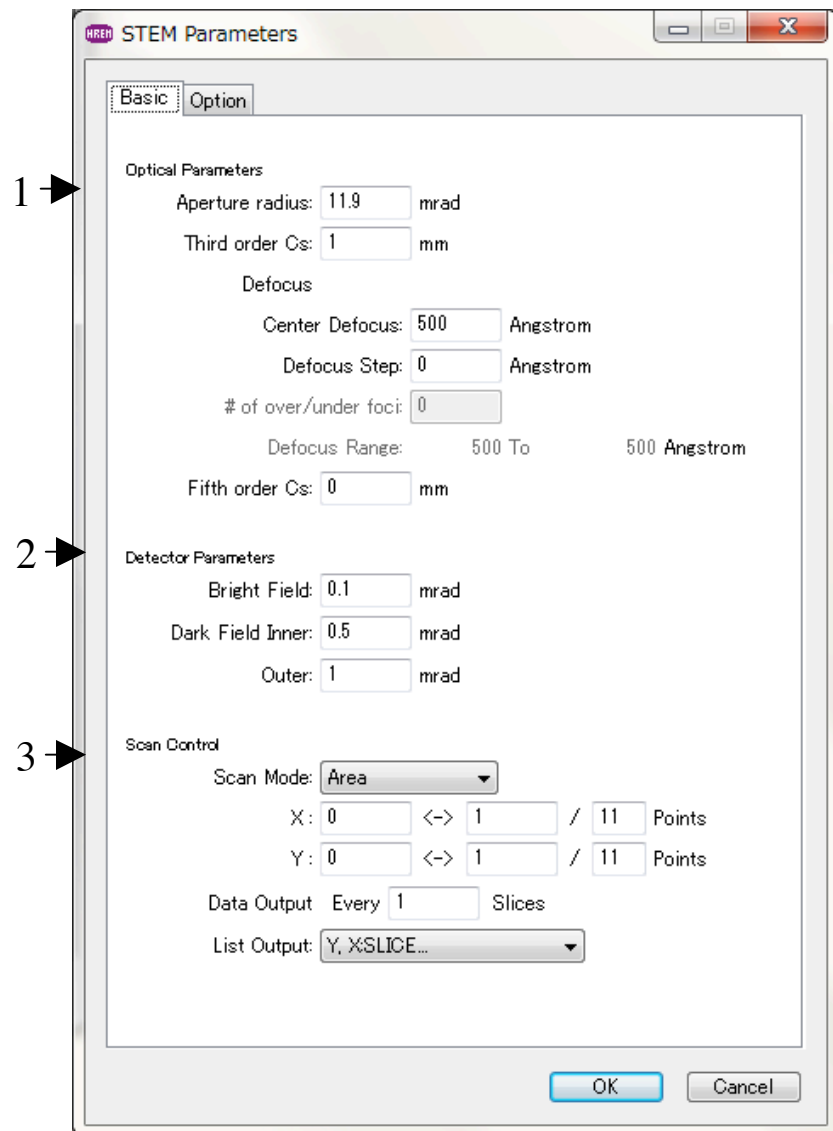 HREM STEM Parameters
Basic Option
1
Optical Parameters
Aperture radius: 11.9 mrad
Third order Cs: 1 mm
Defocus
Center Defocus: 500 Angstrom
Defocus Step: 0 Angstrom
# of over/under foci: 0
Defocus Range: 500 To 500 Angstrom
Fifth order Cs: 0 mm
2
Detector Parameters
Bright Field: 0.1 mrad
Dark Field Inner: 0.5 mrad
Outer: 1 mrad
3
Scan Control
Scan Mode: Area
X: 0 <-> 1 / 11 Points
Y: 0 <-> 1 / 11 Points
Data Output Every 1 Slices
List Output: Y, X:SLICE...
OK Cancel